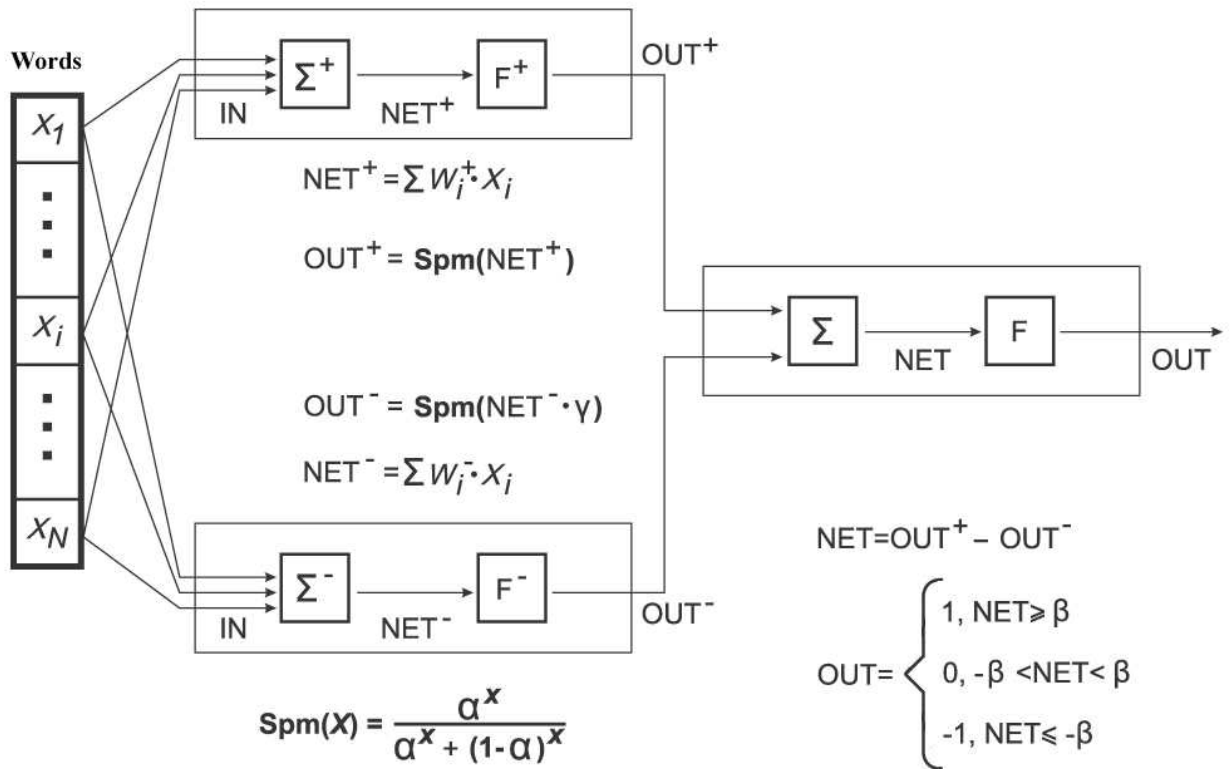 Words
X1
Xi
XN
IN
Σ+
NET+
F+
OUT+
NET+ = Σ Wi+ · Xi
OUT+ = Spm(NET+)
Σ
NET
F
OUT
OUT- = Spm(NET- · γ)
NET- = Σ Wi- · Xi
IN
Σ-
NET-
F-
OUT-
Spm(X) = α^x / (α^x + (1-α)^x)
NET=OUT+ − OUT-
OUT= {
1, NET⩾ β
0, -β <NET< β
-1, NET⩽ -β